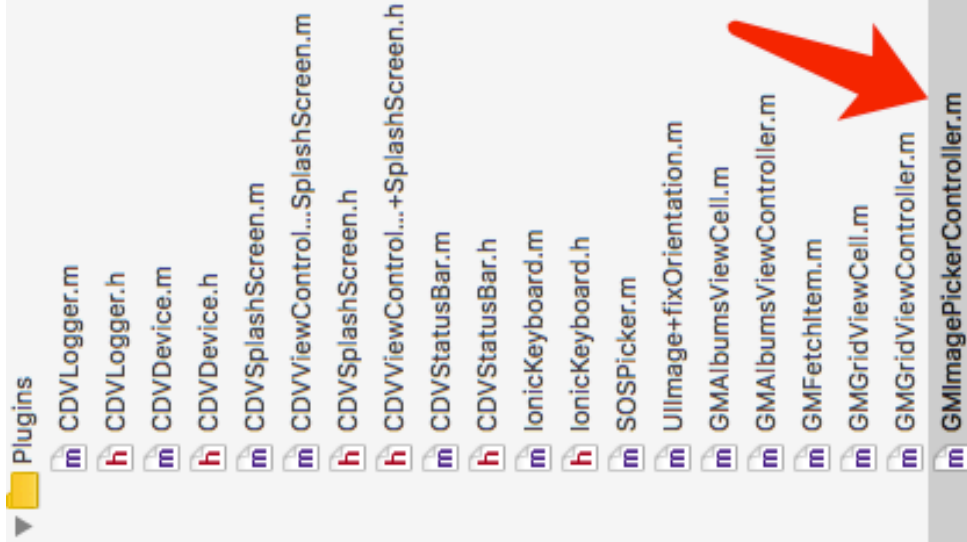 Plugins
m CDVLogger.m
h CDVLogger.h
m CDVDevice.m
h CDVDevice.h
m CDVSplashScreen.m
m CDVViewControl...SplashScreen.m
h CDVSplashScreen.h
h CDVViewControl...+SplashScreen.h
m CDVStatusBar.m
h CDVStatusBar.h
m IonicKeyboard.m
h IonicKeyboard.h
m SOSPicker.m
m UIImage+fixOrientation.m
m GMAlbumsViewCell.m
m GMAlbumsViewController.m
m GMFetchItem.m
m GMGridViewCell.m
m GMGridViewController.m
m GMImagePickerController.m